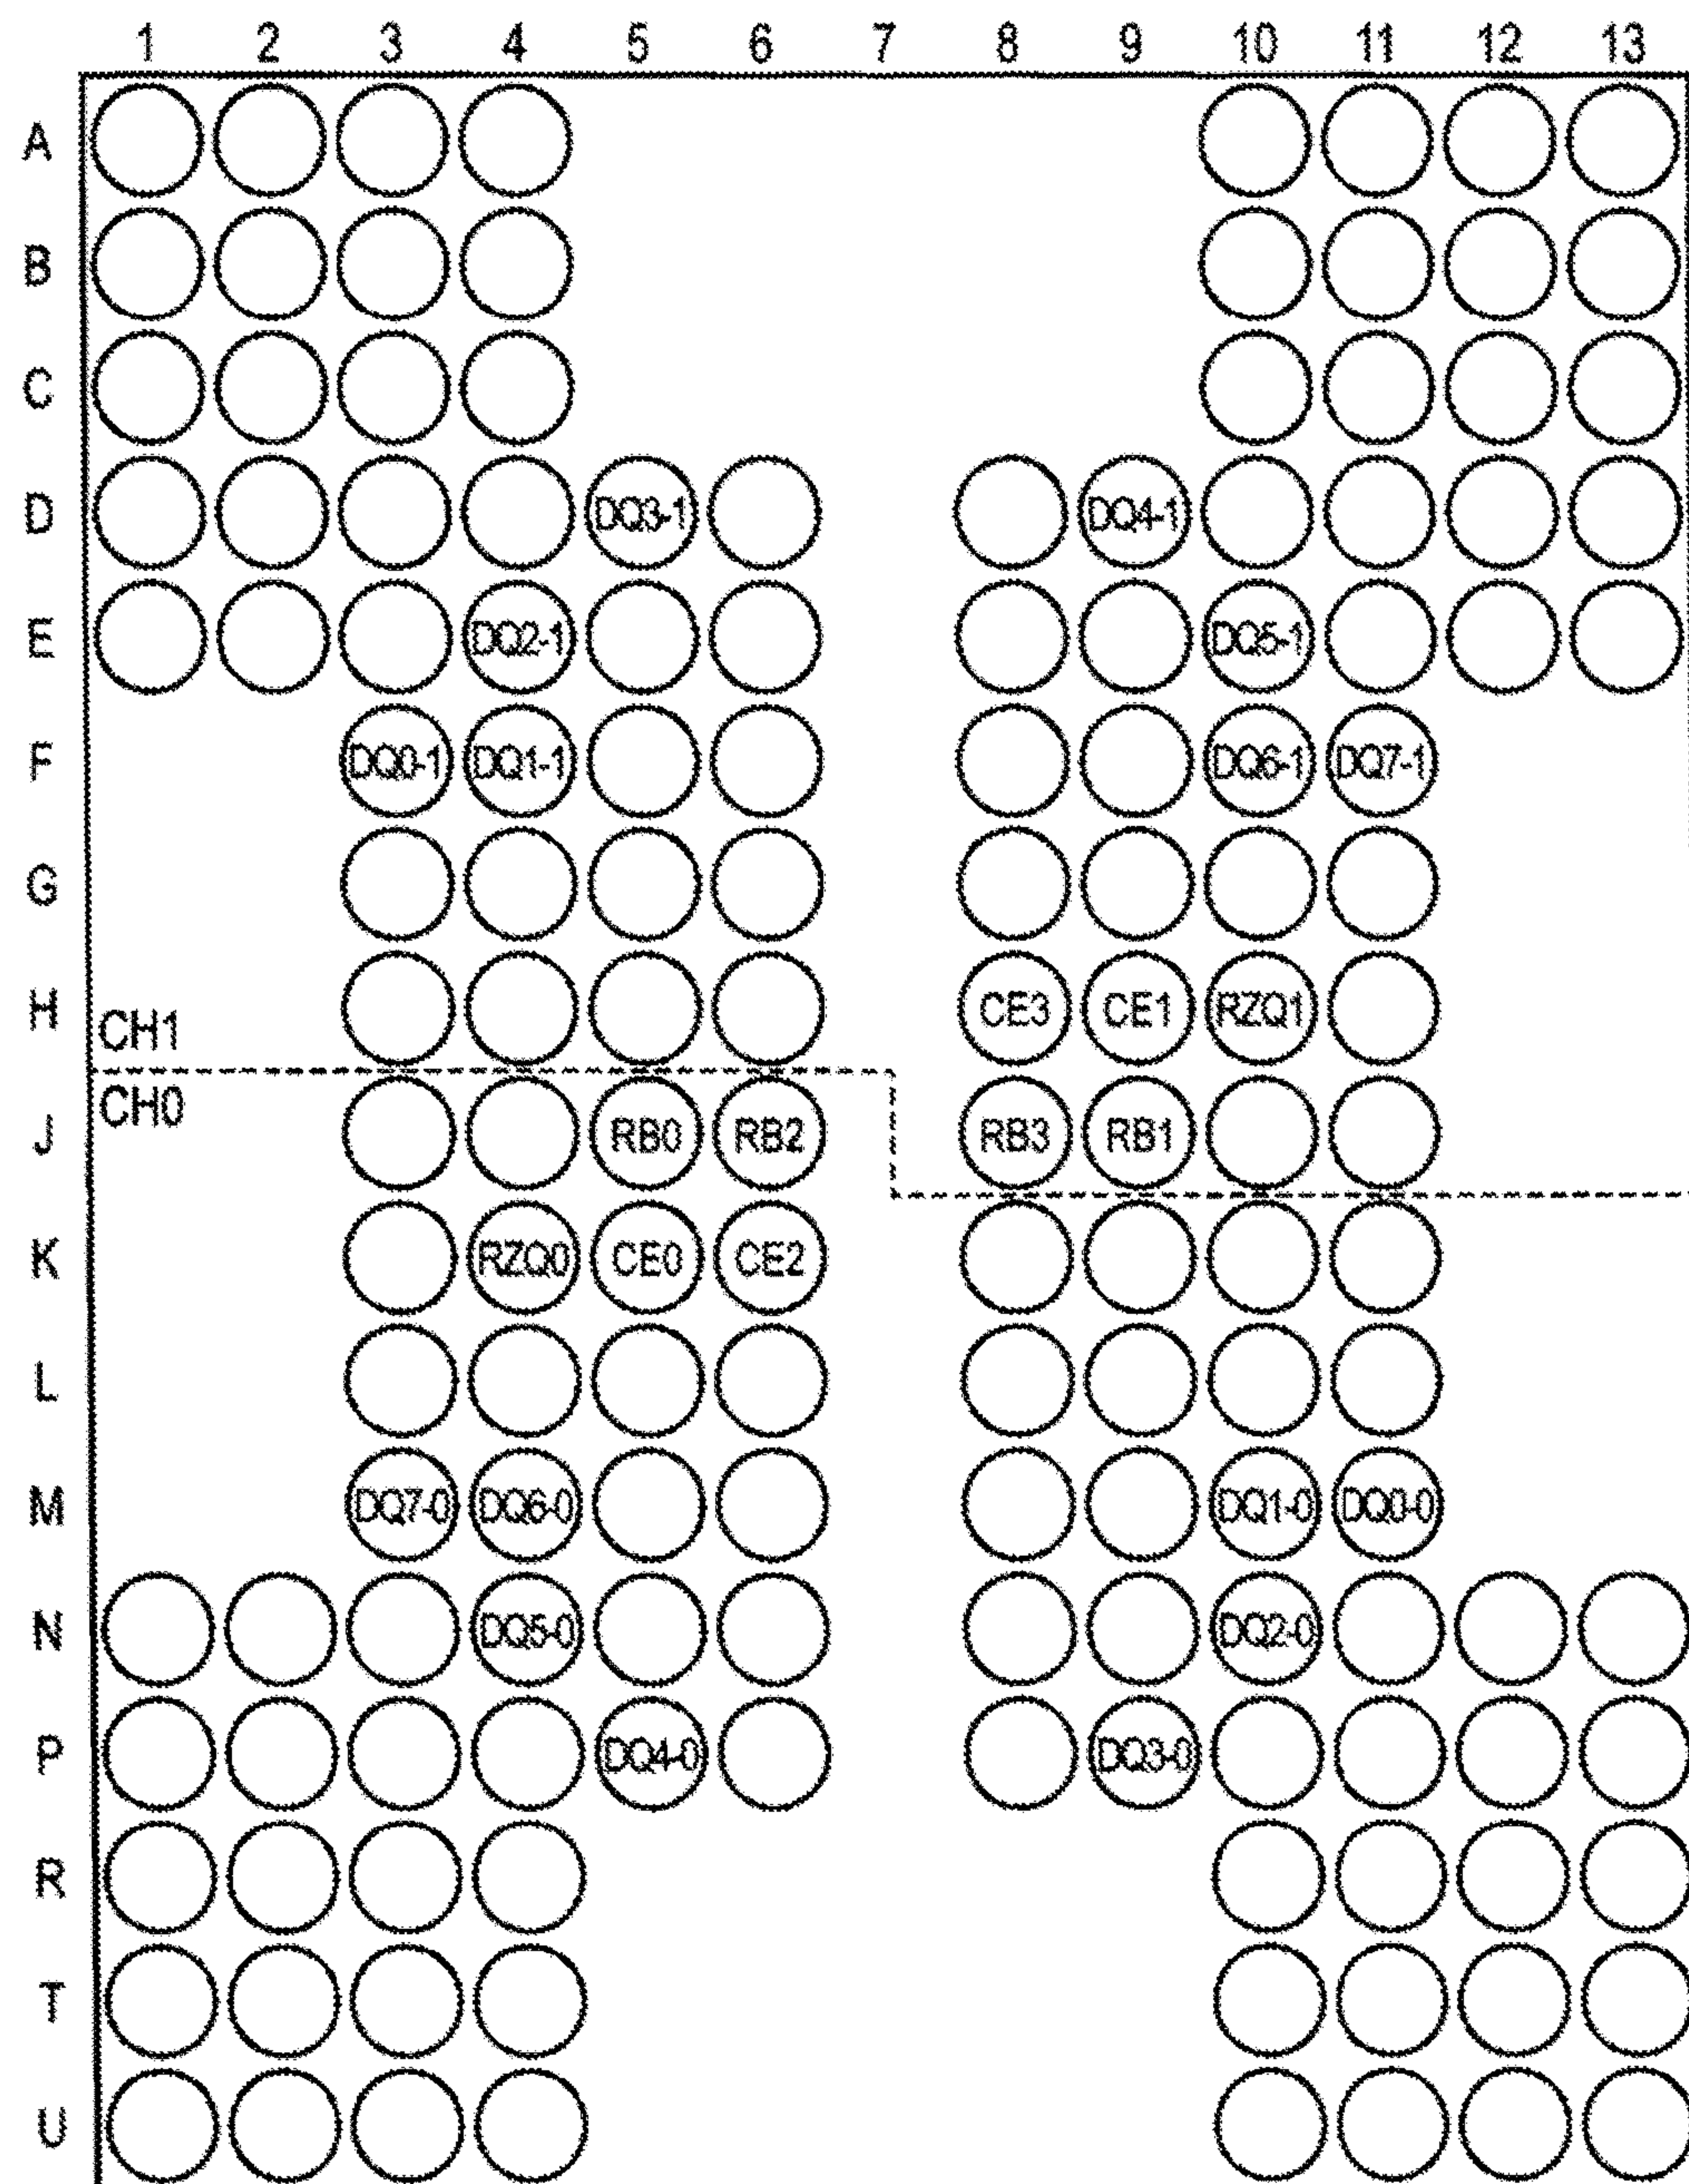 1 2 3 4 5 6 7 8 9 10 11 12 13
A
B
C
D DQ3-1 DQ4-1
E DQ2-1 DQ5-1
F DQ0-1 DQ1-1 DQ6-1 DQ7-1
G
H CH1 CE3 CE1 RZQ1
J CH0 RB0 RB2 RB3 RB1
K RZQ0 CE0 CE2
L
M DQ7-0 DQ6-0 DQ1-0 DQ0-0
N DQ5-0 DQ2-0
P DQ4-0 DQ3-0
R
T
U